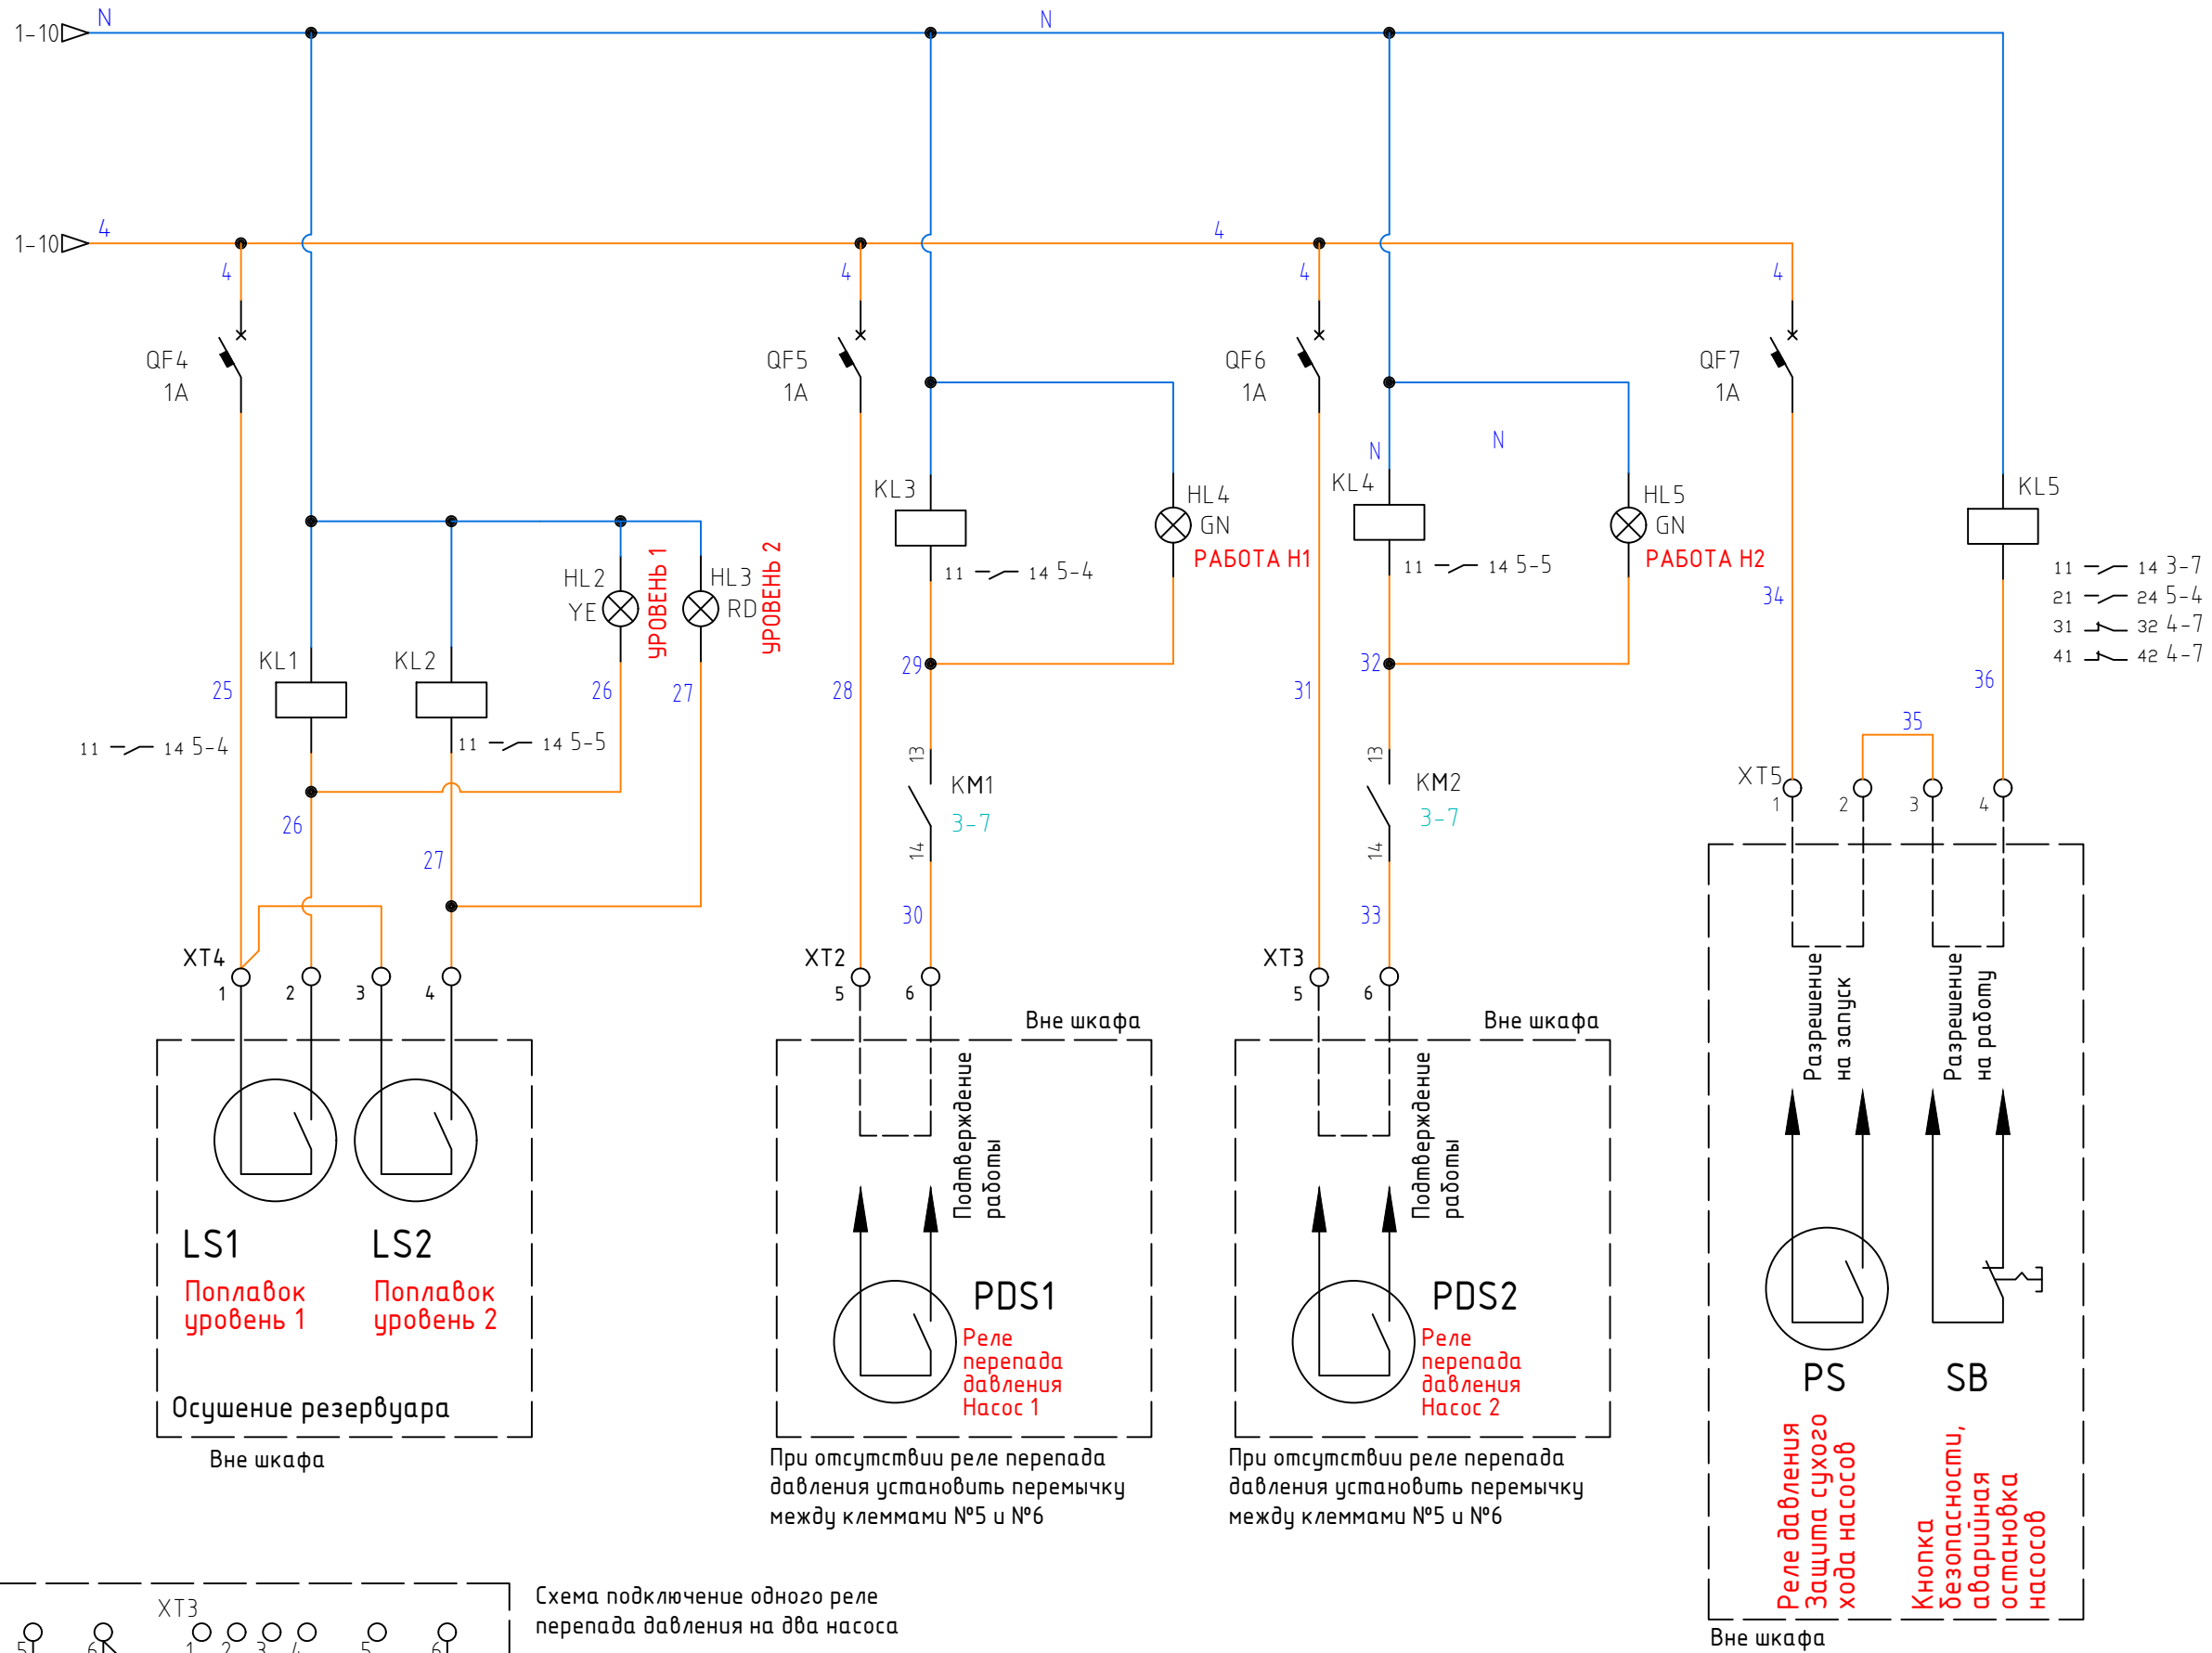 1-10
N
N
1-10
4
4
4
4
4
4
QF4
1A
QF5
1A
QF6
1A
QF7
1A
N
N
KL3
HL4
GN
РАБОТА Н1
11 14 5-4
KL4
HL5
GN
РАБОТА Н2
11 14 5-5
KL5
11 14 3-7
21 24 5-4
31 32 4-7
41 42 4-7
HL2
YE
УРОВЕНЬ 1
HL3
RD
УРОВЕНЬ 2
34
KL1
KL2
25
26
27
28
29
31
32
36
35
11 14 5-4
11 14 5-5
13
KM1
3-7
14
13
KM2
3-7
14
XT5
1
2
3
4
26
27
30
33
XT4
1
2
3
4
XT2
5
6
XT3
5
6
Вне шкафа
Вне шкафа
Разрешение
на запуск
Разрешение
на работу
Подтверждение
работы
Подтверждение
работы
LS1
Поплавок
уровень 1
LS2
Поплавок
уровень 2
Осушение резервуара
Вне шкафа
PDS1
Реле
перепада
давления
Насос 1
PDS2
Реле
перепада
давления
Насос 2
При отсутствии реле перепада
давления установить перемычку
между клеммами №5 и №6
При отсутствии реле перепада
давления установить перемычку
между клеммами №5 и №6
PS
SB
Реле давления
Защита сухого
хода насосов
Кнопка
безопасности,
аварийная
остановка
насосов
Вне шкафа
XT3
5
6
1
2
3
4
5
6
Схема подключение одного реле
перепада давления на два насоса